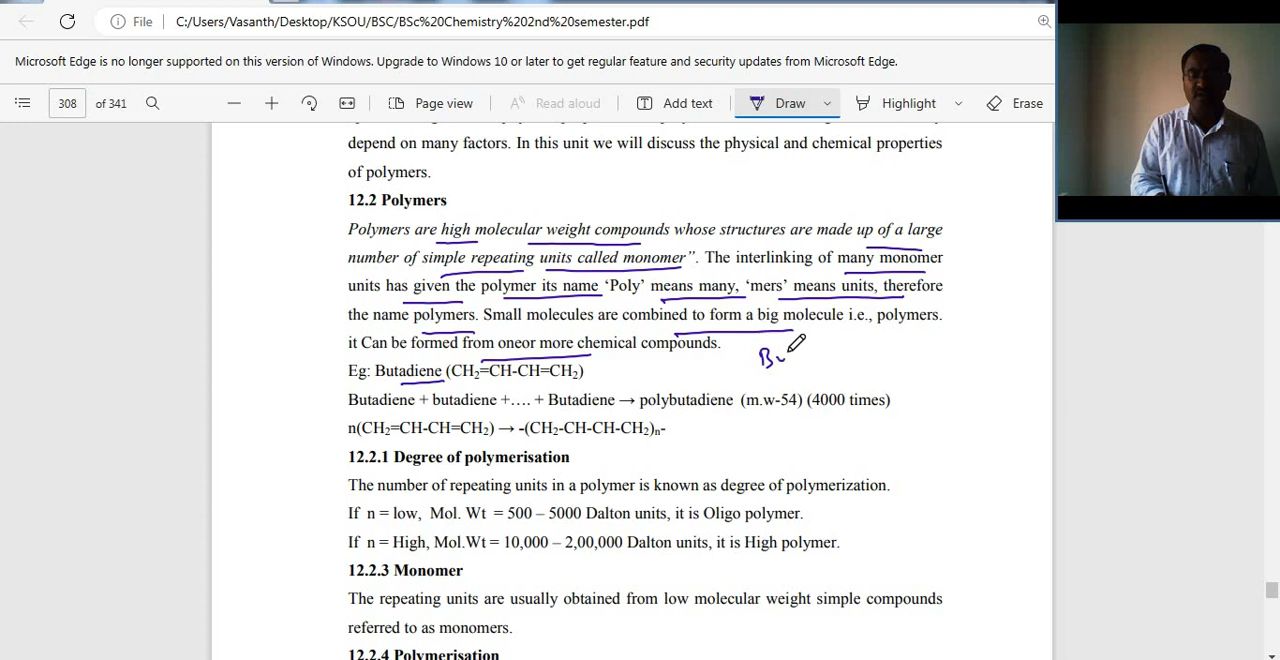 File C:/Users/Vasanth/Desktop/KSOU/BSC/BSc%20Chemistry%202nd%20semester.pdf
Microsoft Edge is no longer supported on this version of Windows. Upgrade to Windows 10 or later to get regular feature and security updates from Microsoft Edge.
308 of 341 Page view Read aloud Add text Draw Highlight Erase
depend on many factors. In this unit we will discuss the physical and chemical properties
of polymers.
12.2 Polymers
Polymers are high molecular weight compounds whose structures are made up of a large
number of simple repeating units called monomer”. The interlinking of many monomer
units has given the polymer its name ‘Poly’ means many, ‘mers’ means units, therefore
the name polymers. Small molecules are combined to form a big molecule i.e., polymers.
it Can be formed from oneor more chemical compounds.
Bu
Eg: Butadiene (CH₂=CH-CH=CH₂)
Butadiene + butadiene +…. + Butadiene → polybutadiene (m.w-54) (4000 times)
n(CH₂=CH-CH=CH₂) → -(CH₂-CH-CH-CH₂)ₙ-
12.2.1 Degree of polymerisation
The number of repeating units in a polymer is known as degree of polymerization.
If n = low, Mol. Wt = 500 – 5000 Dalton units, it is Oligo polymer.
If n = High, Mol.Wt = 10,000 – 2,00,000 Dalton units, it is High polymer.
12.2.3 Monomer
The repeating units are usually obtained from low molecular weight simple compounds
referred to as monomers.
12.2.4 Polymerisation